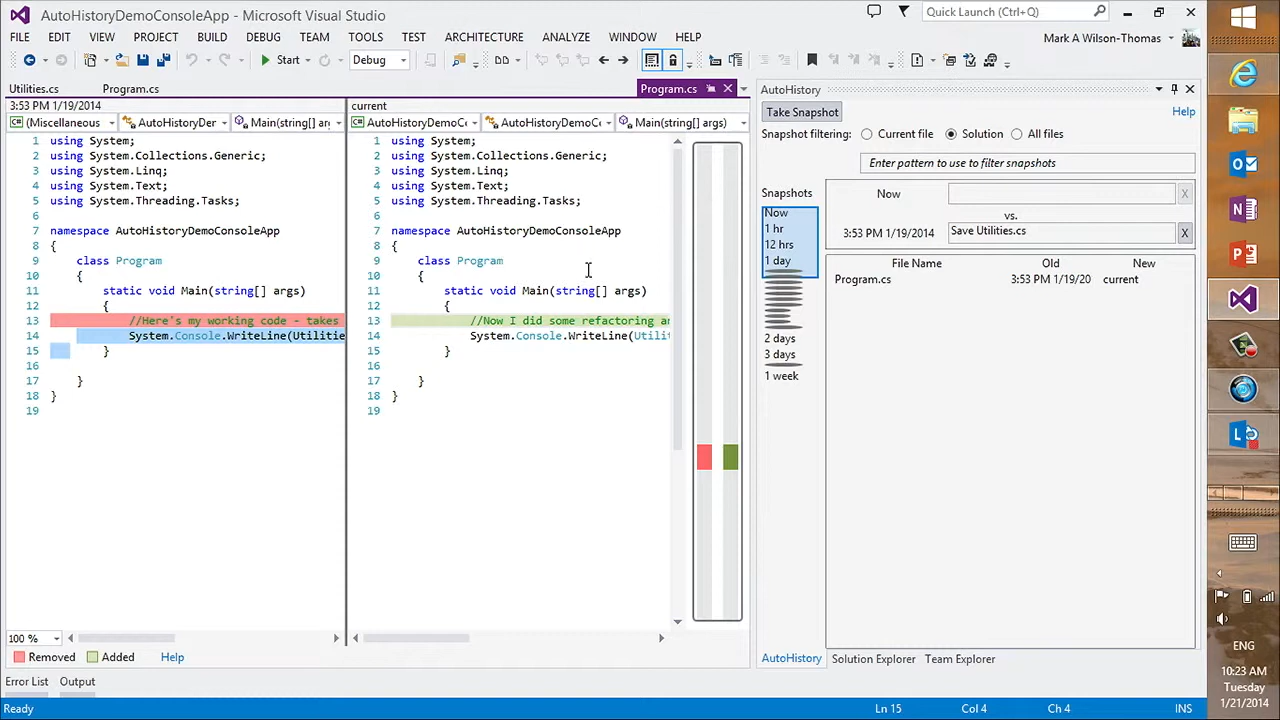 AutoHistoryDemoConsoleApp - Microsoft Visual Studio
Quick Launch (Ctrl+Q)
FILE EDIT VIEW PROJECT BUILD DEBUG TEAM TOOLS TEST ARCHITECTURE ANALYZE WINDOW HELP
Mark A Wilson-Thomas
Start Debug
Utilities.cs Program.cs Program.cs
3:53 PM 1/19/2014 current
(Miscellaneous AutoHistoryDer Main(string[] arg
AutoHistoryDemoC AutoHistoryDemoC Main(string[] args)
1 using System;
2 using System.Collections.Generic;
3 using System.Linq;
4 using System.Text;
5 using System.Threading.Tasks;
6
7 namespace AutoHistoryDemoConsoleApp
8 {
9 class Program
10 {
11 static void Main(string[] args)
12 {
13 //Here's my working code - takes
14 System.Console.WriteLine(Utilitie
15 }
16
17 }
18 }
19
1 using System;
2 using System.Collections.Generic;
3 using System.Linq;
4 using System.Text;
5 using System.Threading.Tasks;
6
7 namespace AutoHistoryDemoConsoleApp
8 {
9 class Program
10 {
11 static void Main(string[] args)
12 {
13 //Now I did some refactoring an
14 System.Console.WriteLine(Utilit
15 }
16
17 }
18 }
19
100 %
Removed Added Help
AutoHistory
Take Snapshot Help
Snapshot filtering: Current file Solution All files
Enter pattern to use to filter snapshots
Snapshots
Now
1 hr
12 hrs
1 day
2 days
3 days
1 week
Now X
vs.
3:53 PM 1/19/2014 Save Utilities.cs X
File Name Old New
Program.cs 3:53 PM 1/19/20 current
AutoHistory Solution Explorer Team Explorer
Error List Output
Ready Ln 15 Col 4 Ch 4 INS
ENG
10:23 AM
Tuesday
1/21/2014